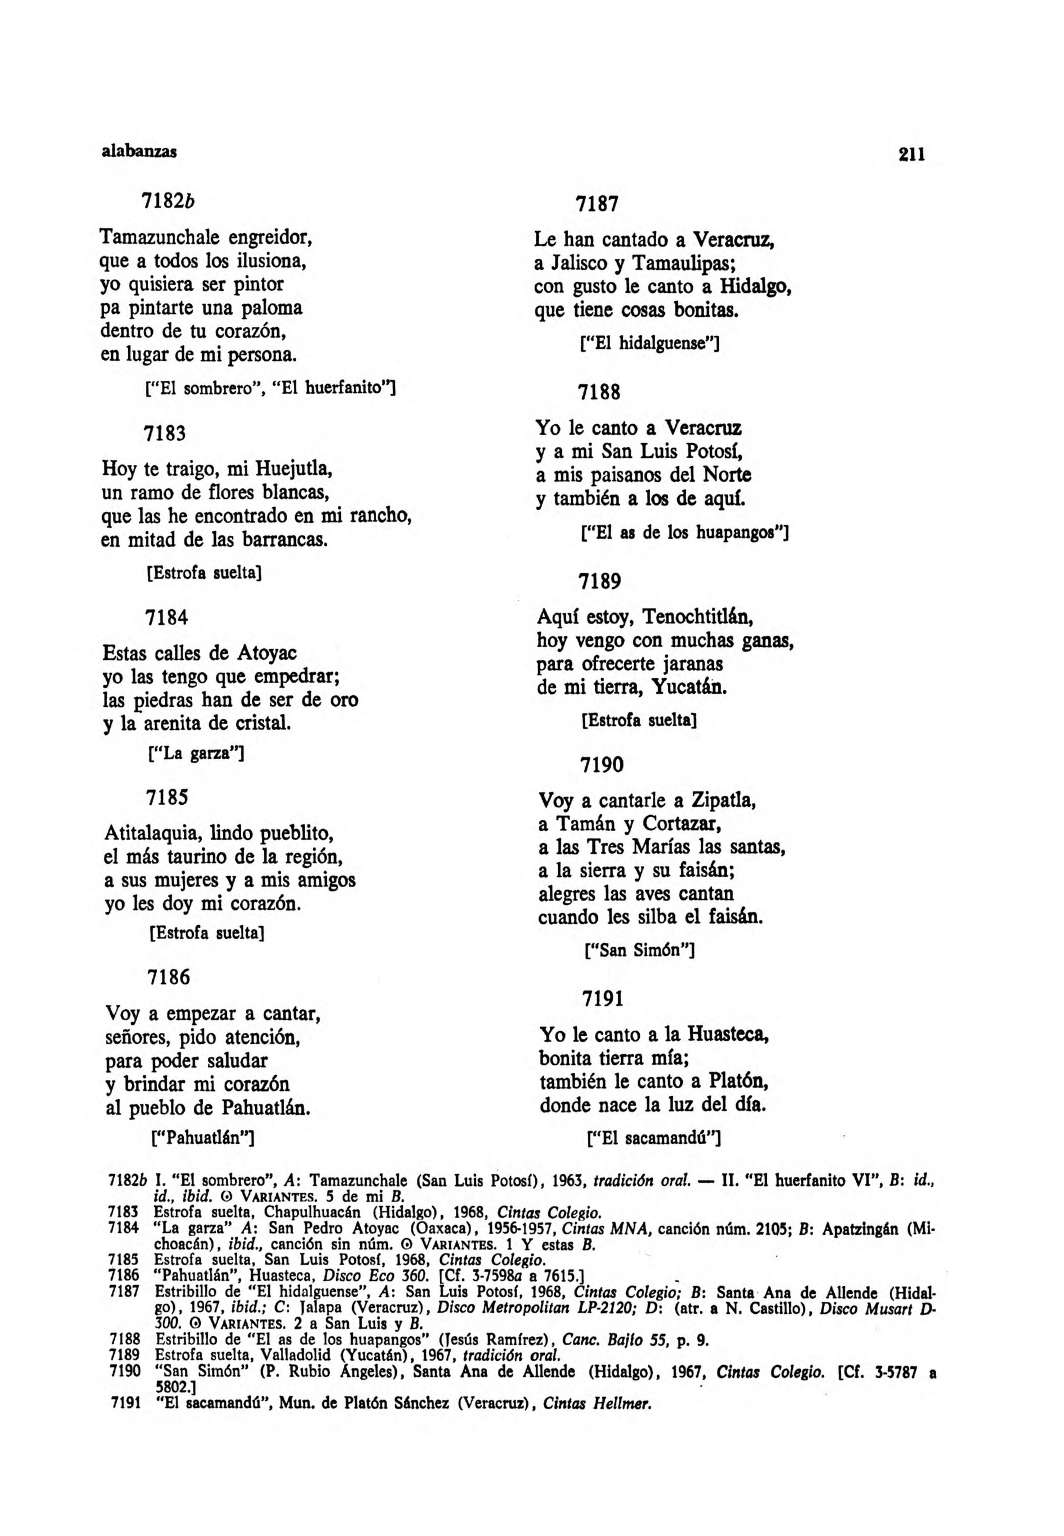 alabanzas
211
7182b
Tamazunchale engreidor,
que a todos los ilusiona,
yo quisiera ser pintor
pa pintarte una paloma
dentro de tu corazón,
en lugar de mi persona.
["El sombrero", "El huerfanito"]
7183
Hoy te traigo, mi Huejutla,
un ramo de flores blancas,
que las he encontrado en mi rancho,
en mitad de las barrancas.
[Estrofa suelta]
7184
Estas calles de Atoyac
yo las tengo que empedrar;
las piedras han de ser de oro
y la arenita de cristal.
["La garza"]
7185
Atitalaquia, lindo pueblito,
el más taurino de la región,
a sus mujeres y a mis amigos
yo les doy mi corazón.
[Estrofa suelta]
7186
Voy a empezar a cantar,
señores, pido atención,
para poder saludar
y brindar mi corazón
al pueblo de Pahuatlán.
["Pahuatlán"]
7187
Le han cantado a Veracruz,
a Jalisco y Tamaulipas;
con gusto le canto a Hidalgo,
que tiene cosas bonitas.
["El hidalguense"]
7188
Yo le canto a Veracruz
y a mi San Luis Potosí,
a mis paisanos del Norte
y también a los de aquí.
["El as de los huapangos"]
7189
Aquí estoy, Tenochtitlán,
hoy vengo con muchas ganas,
para ofrecerte jaranas
de mi tierra, Yucatán.
[Estrofa suelta]
7190
Voy a cantarle a Zipatla,
a Tamán y Cortazar,
a las Tres Marías las santas,
a la sierra y su faisán;
alegres las aves cantan
cuando les silba el faisán.
["San Simón"]
7191
Yo le canto a la Huasteca,
bonita tierra mía;
también le canto a Platón,
donde nace la luz del día.
["El sacamandú"]
7182b I. "El sombrero", A: Tamazunchale (San Luis Potosí), 1963, tradición oral. — II. "El huerfanito VI", B: id.,
id., ibid. ⊙ VARIANTES. 5 de mi B.
7183 Estrofa suelta, Chapulhuacán (Hidalgo), 1968, Cintas Colegio.
7184 "La garza" A: San Pedro Atoyac (Oaxaca), 1956-1957, Cintas MNA, canción núm. 2105; B: Apatzingán (Mi-
choacán), ibid., canción sin núm. ⊙ VARIANTES. 1 Y estas B.
7185 Estrofa suelta, San Luis Potosí, 1968, Cintas Colegio.
7186 "Pahuatlán", Huasteca, Disco Eco 360. [Cf. 3-7598a a 7615.]
7187 Estribillo de "El hidalguense", A: San Luis Potosí, 1968, Cintas Colegio; B: Santa Ana de Allende (Hidal-
go), 1967, ibid.; C: Jalapa (Veracruz), Disco Metropolitan LP-2120; D: (atr. a N. Castillo), Disco Musart D-
300. ⊙ VARIANTES. 2 a San Luis y B.
7188 Estribillo de "El as de los huapangos" (Jesús Ramírez), Canc. Bajío 55, p. 9.
7189 Estrofa suelta, Valladolid (Yucatán), 1967, tradición oral.
7190 "San Simón" (P. Rubio Ángeles), Santa Ana de Allende (Hidalgo), 1967, Cintas Colegio. [Cf. 3-5787 a
5802.]
7191 "El sacamandú", Mun. de Platón Sánchez (Veracruz), Cintas Hellmer.